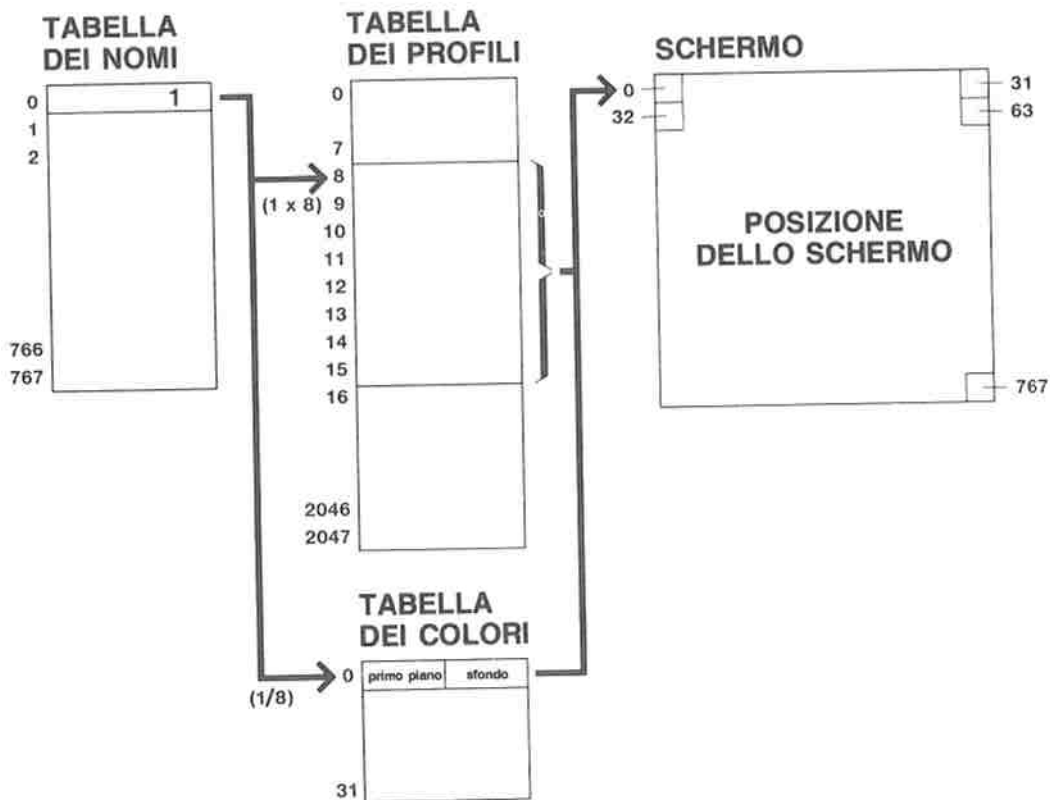 TABELLA
DEI NOMI
0
1
1
2
766
767
TABELLA
DEI PROFILI
0
7
8
9
10
11
12
13
14
15
16
2046
2047
(1 x 8)
SCHERMO
0
32
31
63
POSIZIONE
DELLO SCHERMO
767
TABELLA
DEI COLORI
(1/8)
0
primo piano
sfondo
31